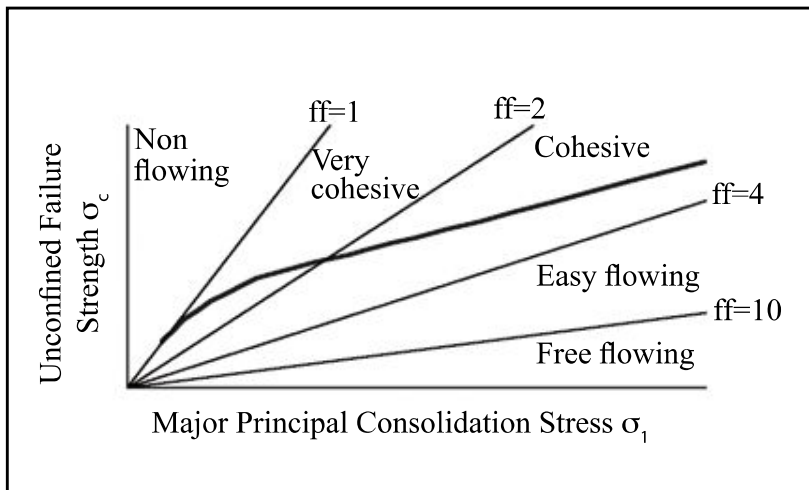 ff=1
ff=2
Non
flowing
Very
cohesive
Cohesive
ff=4
Easy flowing
ff=10
Free flowing
Unconfined Failure
Strength σc
Major Principal Consolidation Stress σ1